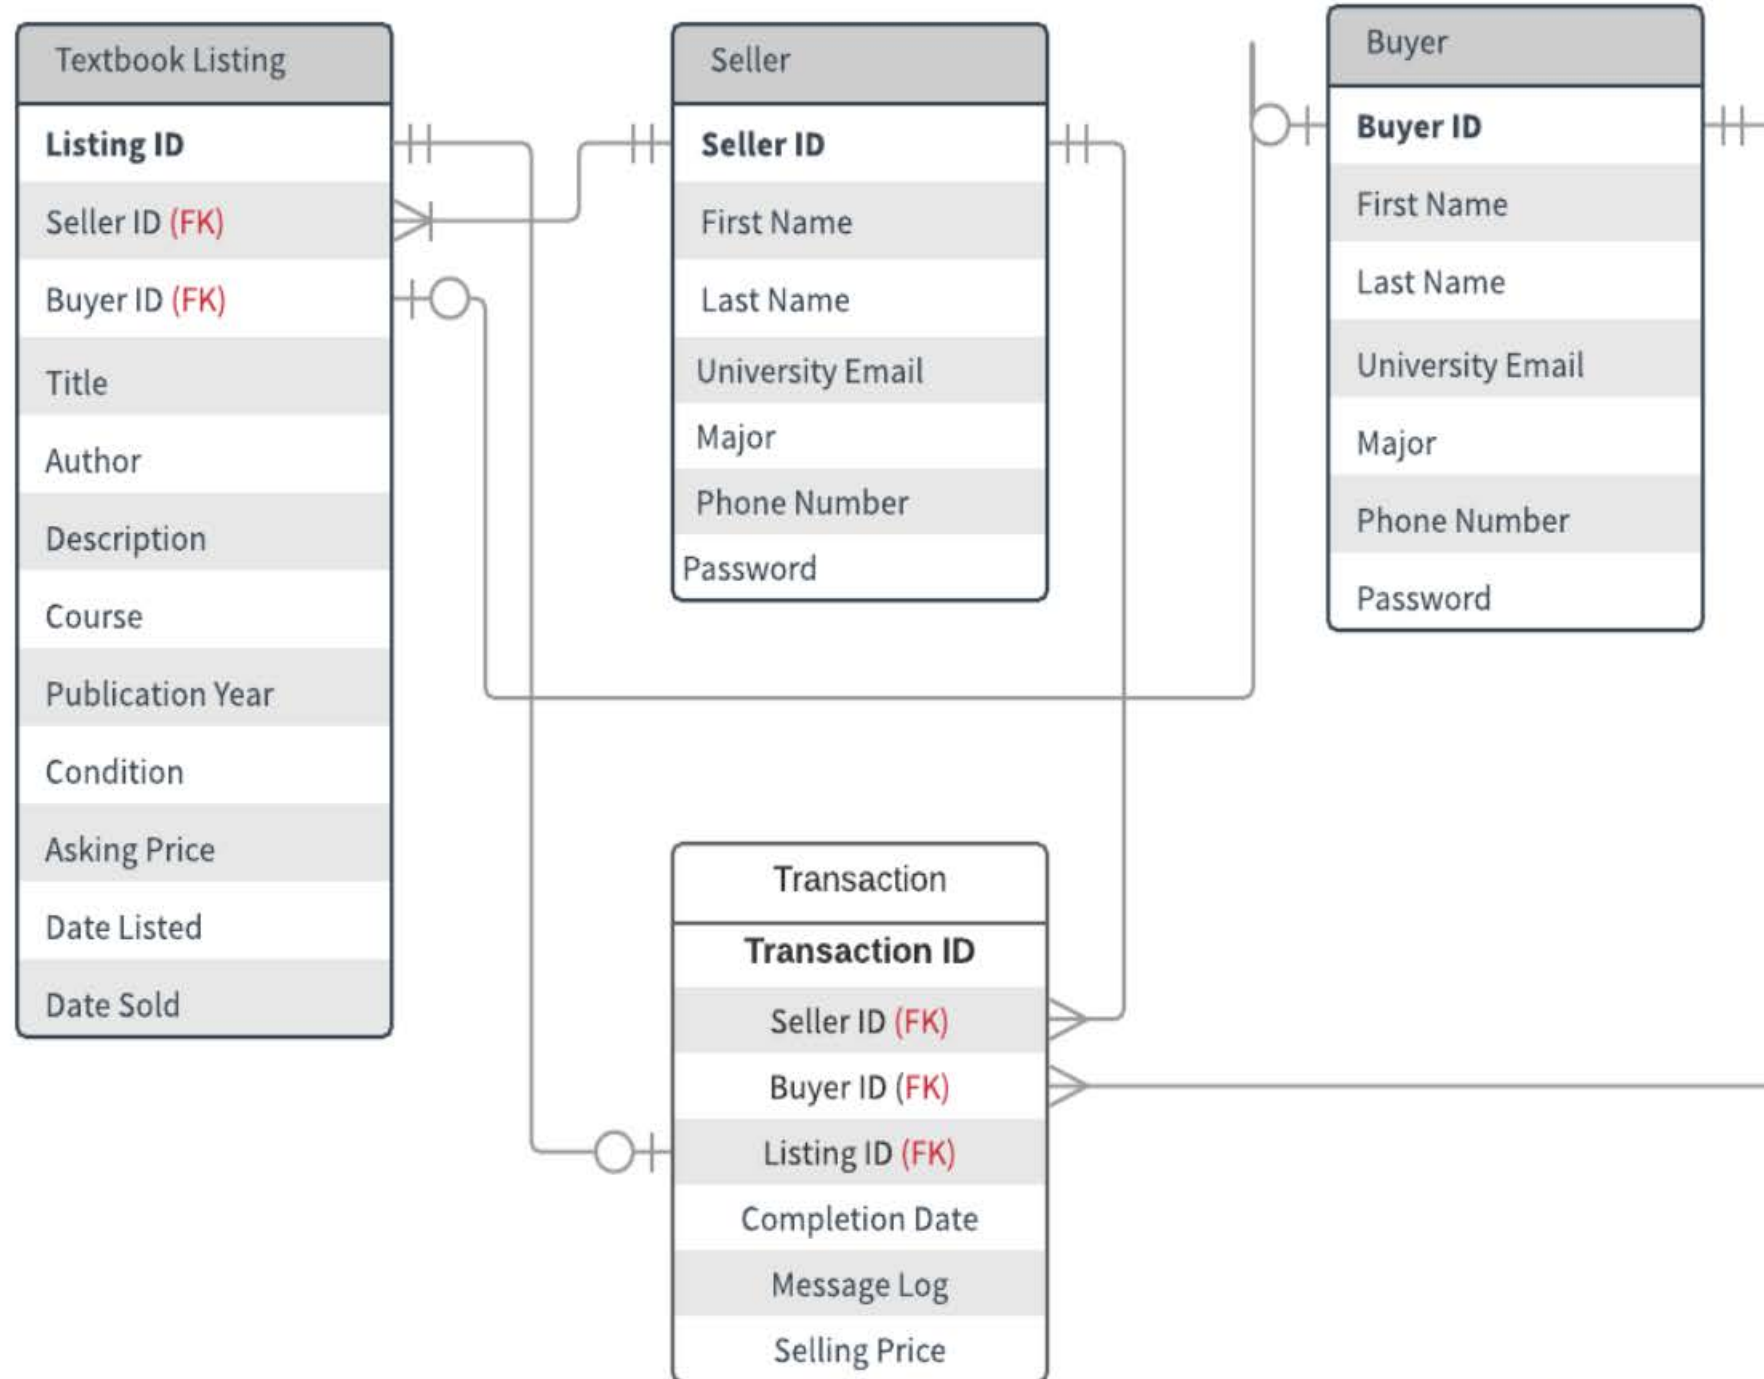 Textbook Listing
Listing ID
Seller ID (FK)
Buyer ID (FK)
Title
Author
Description
Course
Publication Year
Condition
Asking Price
Date Listed
Date Sold
Seller
Seller ID
First Name
Last Name
University Email
Major
Phone Number
Password
Buyer
Buyer ID
First Name
Last Name
University Email
Major
Phone Number
Password
Transaction
Transaction ID
Seller ID (FK)
Buyer ID (FK)
Listing ID (FK)
Completion Date
Message Log
Selling Price